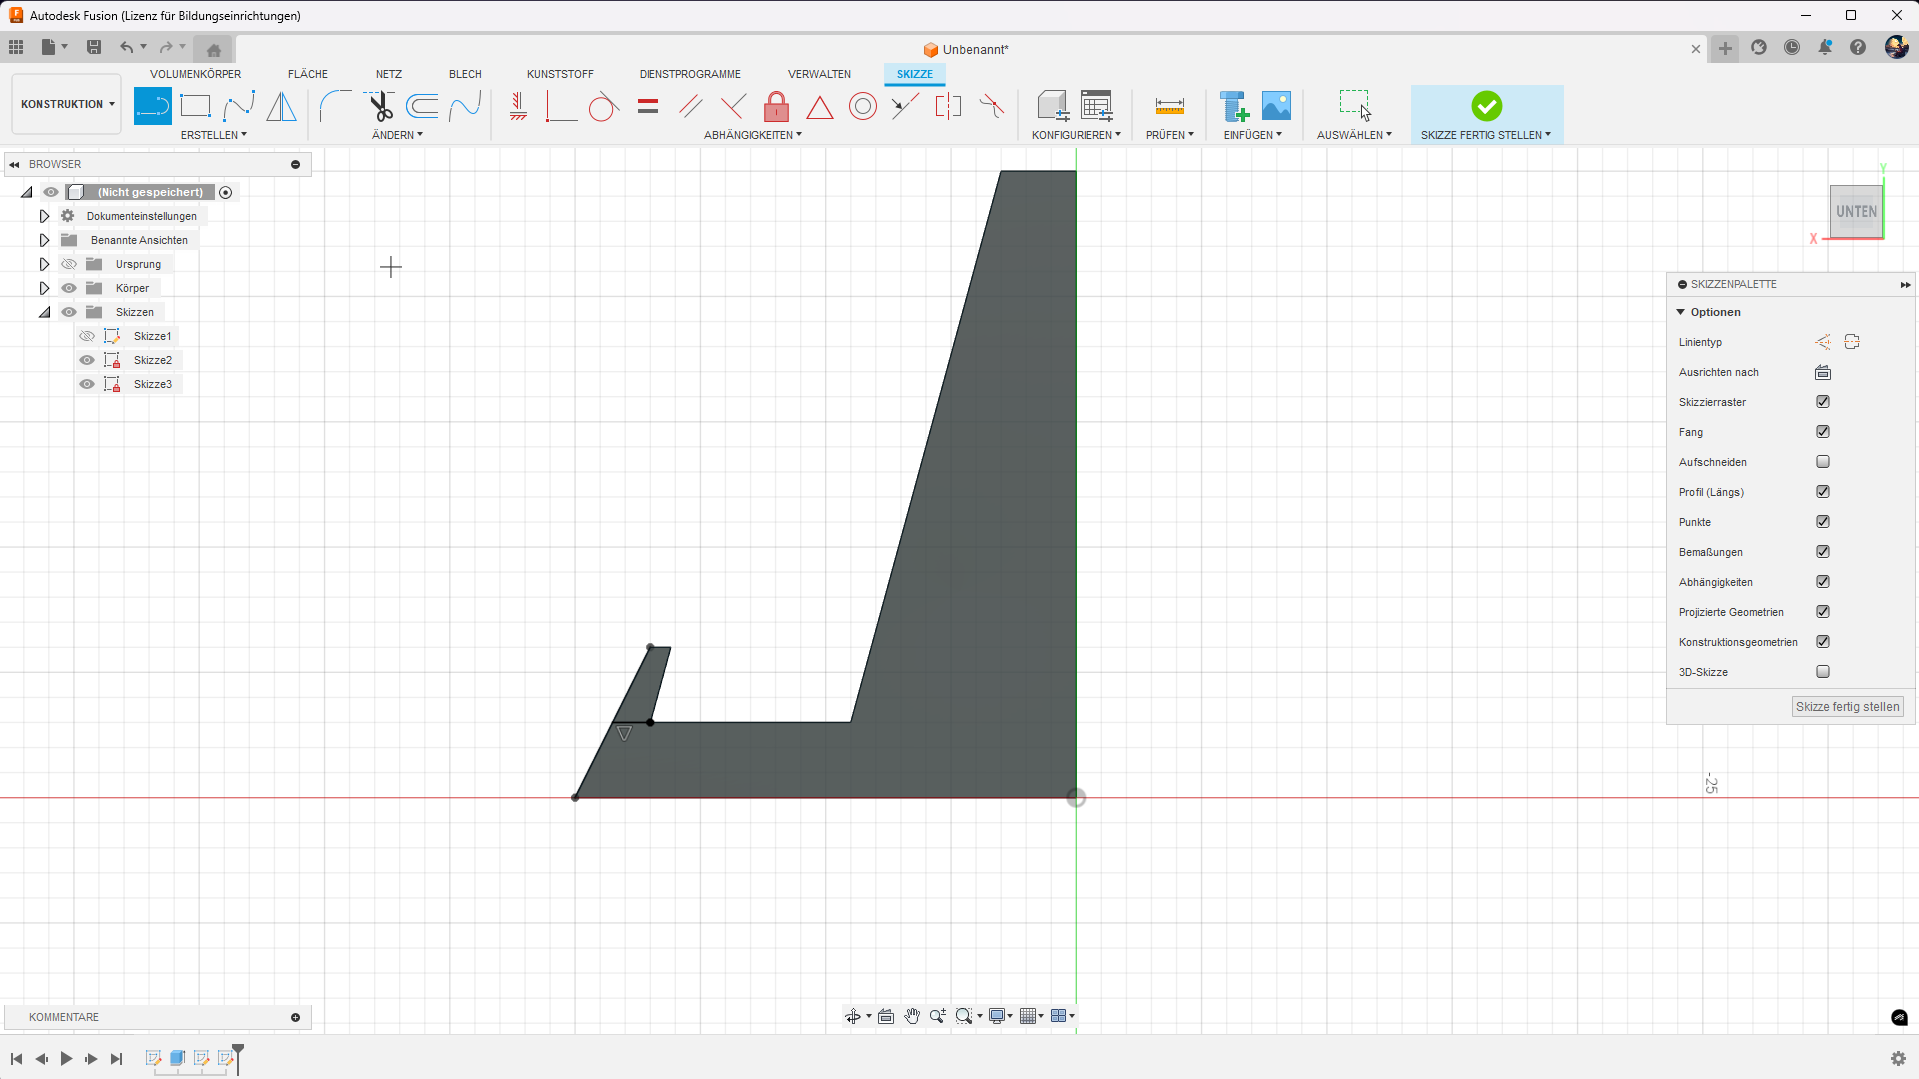 Autodesk Fusion (Lizenz für Bildungseinrichtungen)
Unbenannt*
VOLUMENKÖRPER
FLÄCHE
NETZ
BLECH
KUNSTSTOFF
DIENSTPROGRAMME
VERWALTEN
SKIZZE
KONSTRUKTION
ERSTELLEN
ÄNDERN
ABHÄNGIGKEITEN
KONFIGURIEREN
PRÜFEN
EINFÜGEN
AUSWÄHLEN
SKIZZE FERTIG STELLEN
BROWSER
(Nicht gespeichert)
Dokumenteinstellungen
Benannte Ansichten
Ursprung
Körper
Skizzen
Skizze1
Skizze2
Skizze3
Y
UNTEN
X
SKIZZENPALETTE
Optionen
Linientyp
Ausrichten nach
Skizzierraster
Fang
Aufschneiden
Profil (Längs)
Punkte
Bemaßungen
Abhängigkeiten
Projizierte Geometrien
Konstruktionsgeometrien
3D-Skizze
Skizze fertig stellen
-25
KOMMENTARE